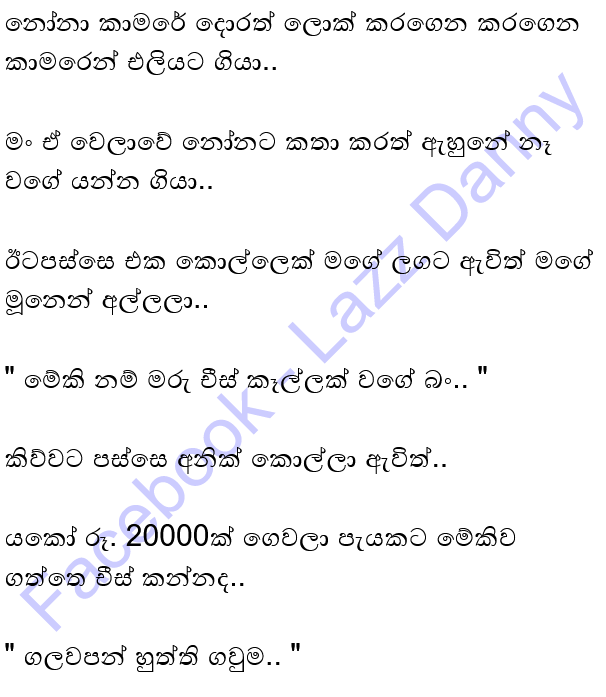 නෝනා කාමරේ දොරත් ලොක් කරගෙන කරගෙන
කාමරෙන් එලියට ගියා..
මං ඒ වෙලාවේ නෝනට කතා කරත් ඇහුනේ නෑ
වගේ යන්න ගියා..
ඊටපස්සෙ එක කොල්ලෙක් මගේ ලගට ඇවිත් මගේ
මූනෙන් අල්ලලා..
" මේකි නම් මරු චීස් කෑල්ලක් වගේ බං.. "
කිව්වට පස්සෙ අනික් කොල්ලා ඇවිත්..
යකෝ රු. 20000ක් ගෙවලා පැයකට මේකිව
ගත්තෙ චීස් කන්නද..
" ගලවපන් හුත්ති ගවුම.. "
Facebook - Lazz Danny